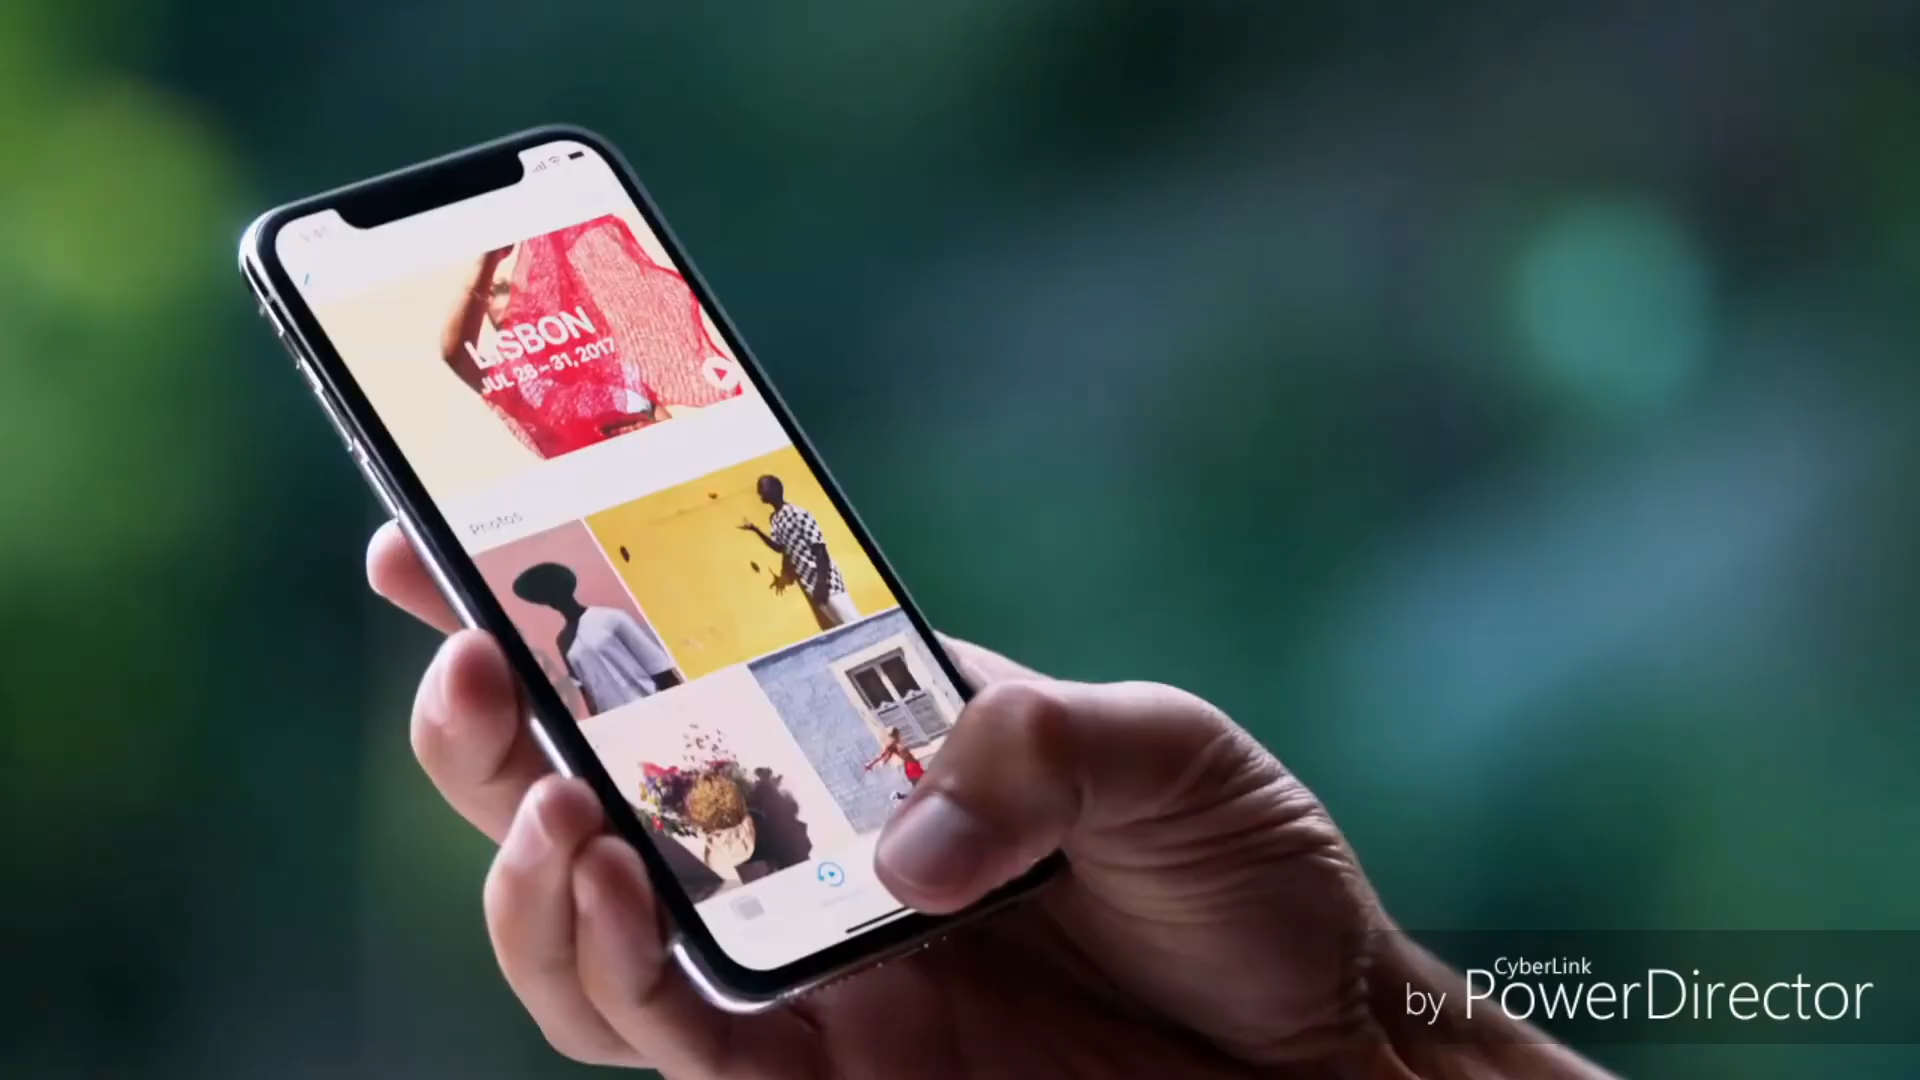 LISBON
JUL 28–31, 2017
Photos
CyberLink
by PowerDirector